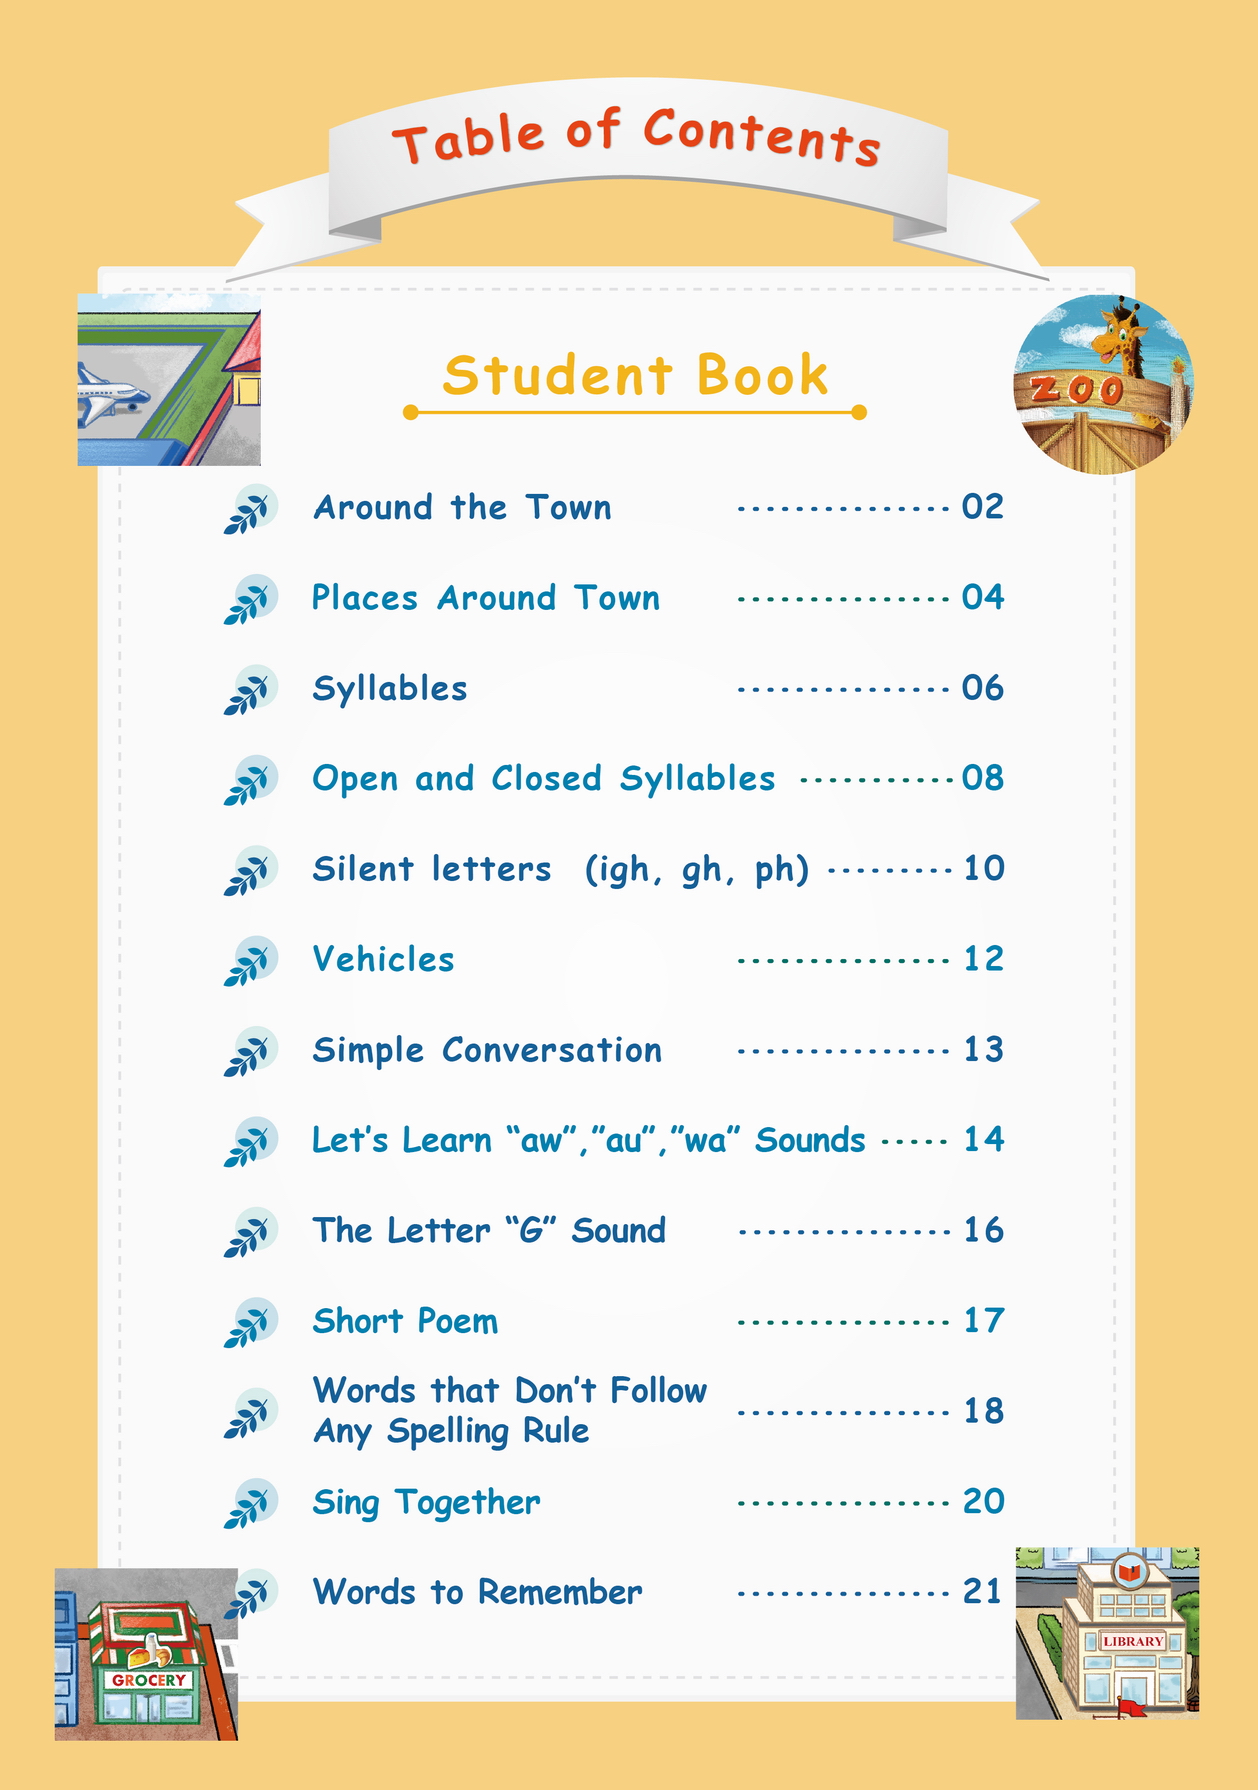 Table of Contents
Student Book
ZOO
Around the Town --------------- 02
Places Around Town --------------- 04
Syllables --------------- 06
Open and Closed Syllables ----------- 08
Silent letters (igh, gh, ph) --------- 10
Vehicles --------------- 12
Simple Conversation --------------- 13
Let's Learn “aw”,”au”,”wa” Sounds ----- 14
The Letter “G” Sound --------------- 16
Short Poem --------------- 17
Words that Don't Follow
Any Spelling Rule --------------- 18
Sing Together --------------- 20
Words to Remember --------------- 21
GROCERY
LIBRARY